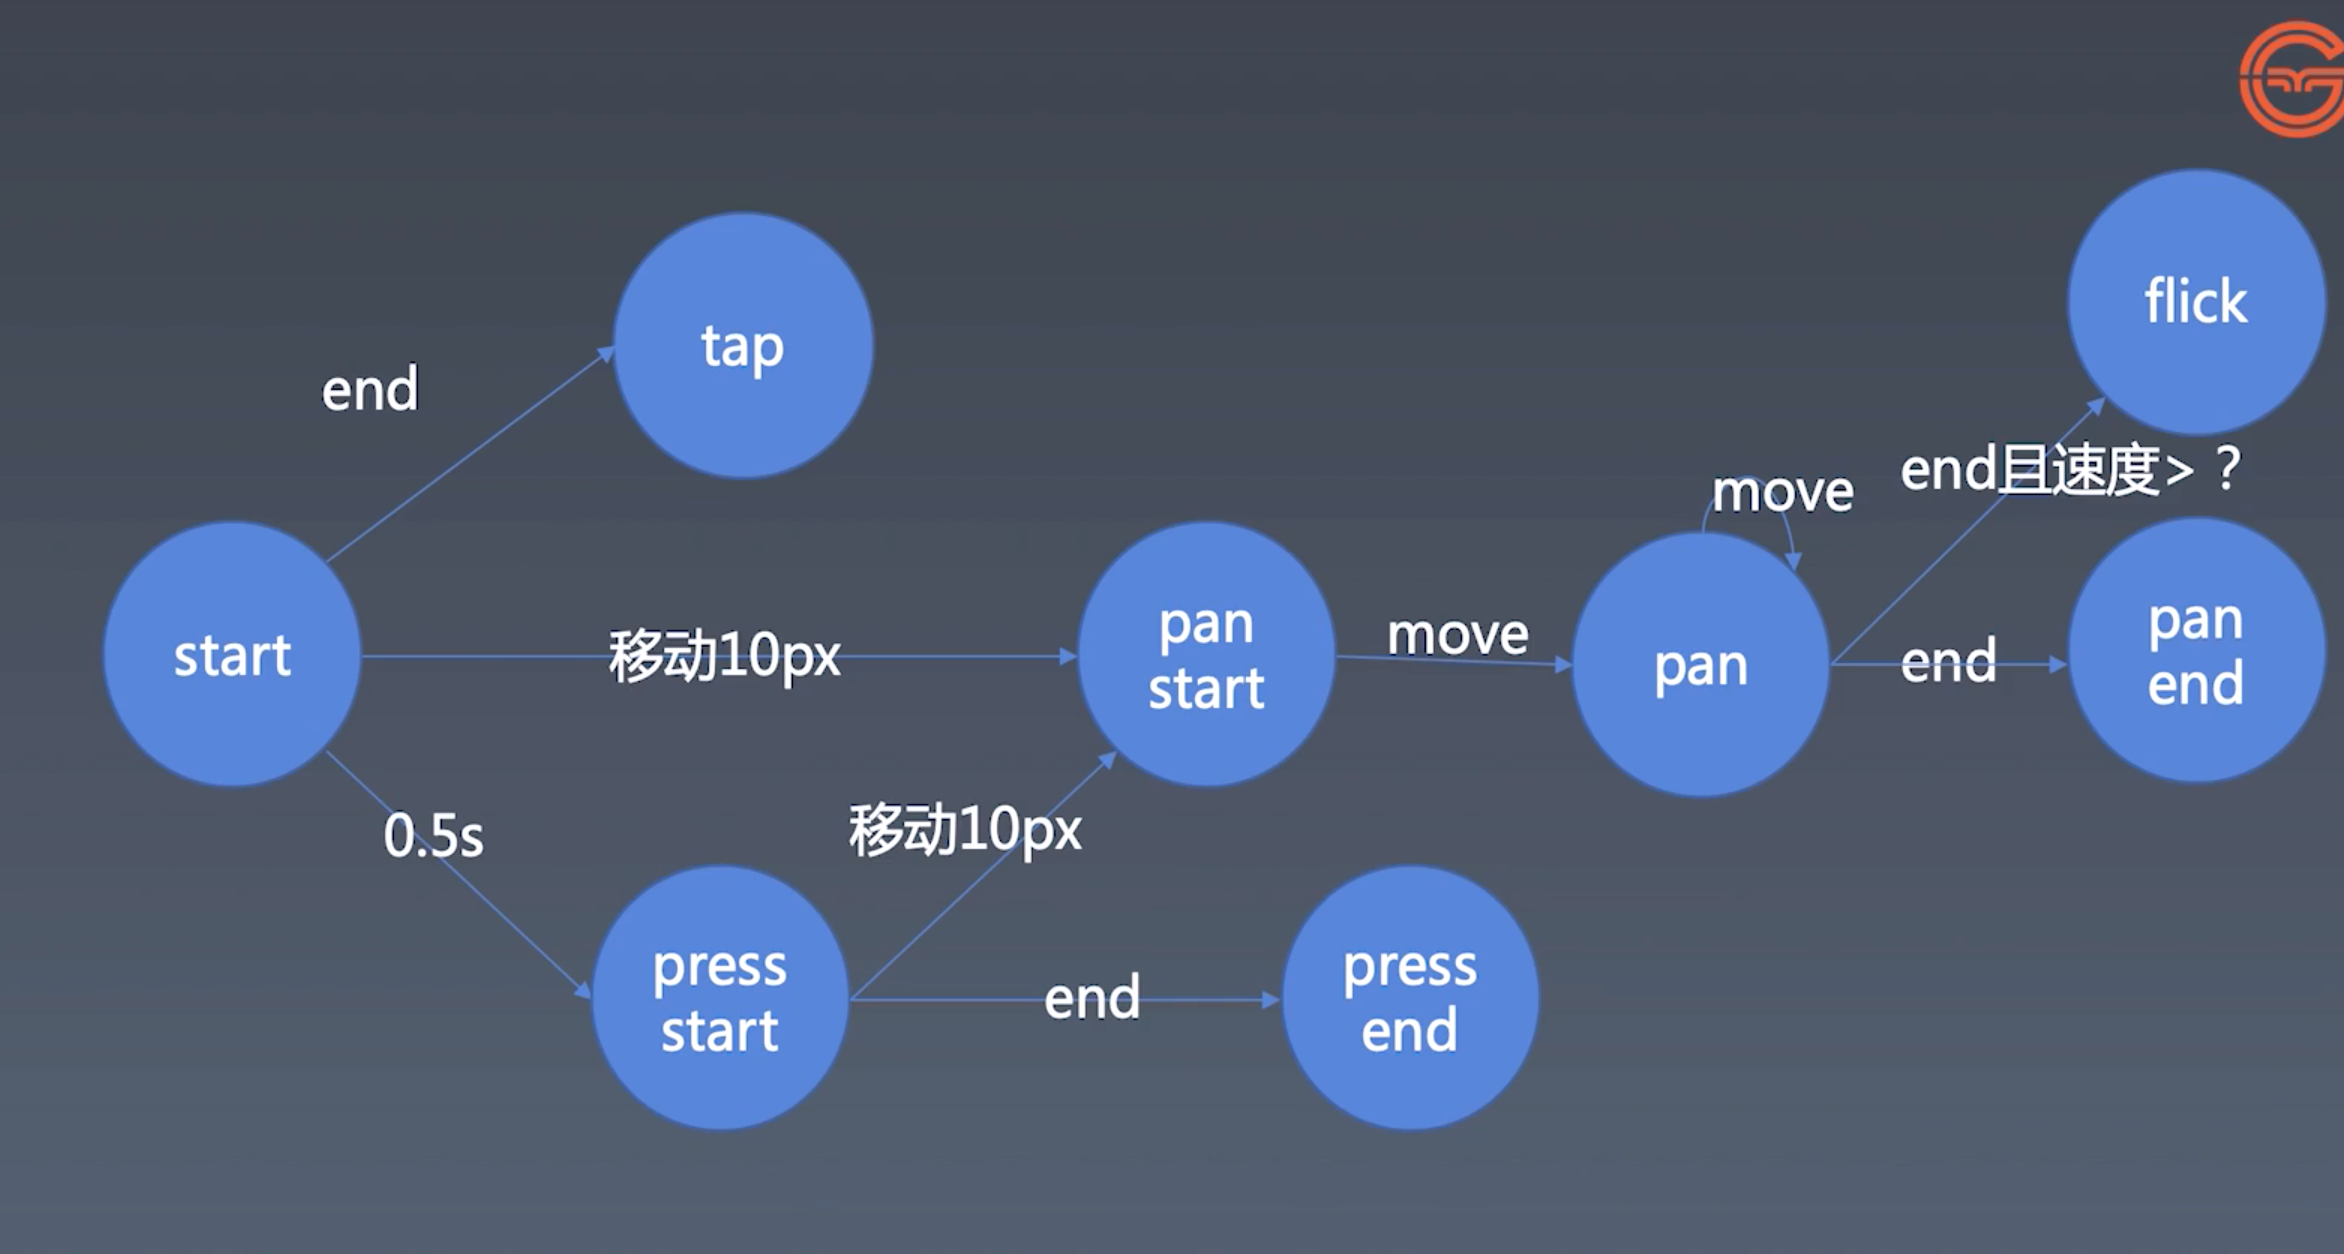 flick
tap
end
end且速度>？
move
pan
start
move
pan
end
pan
end
start
移动10px
0.5s
移动10px
press
start
end
press
end